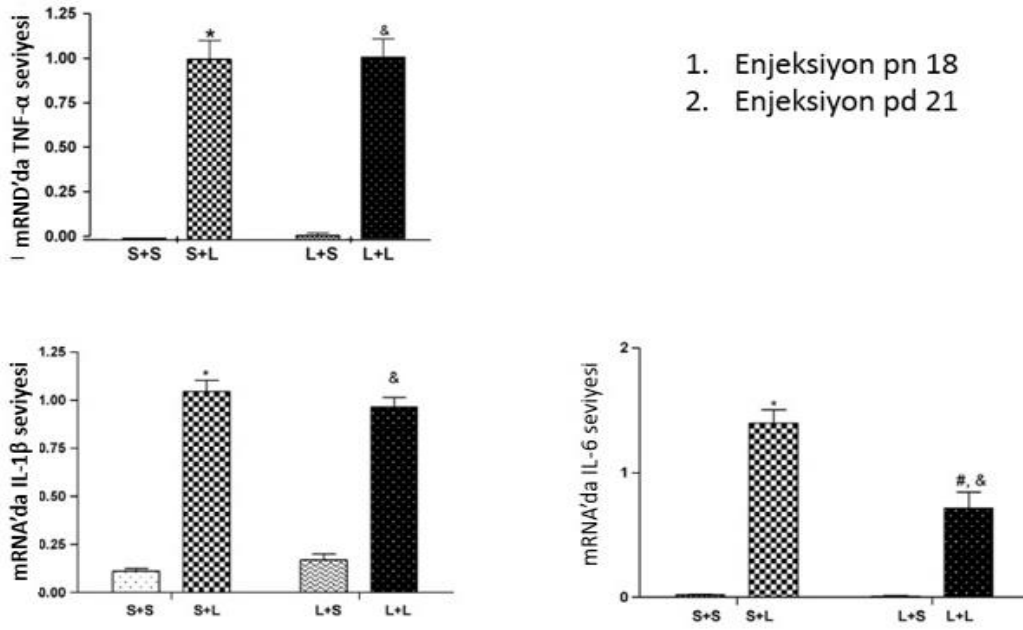 mRND'da TNF-α seviyesi
1.25
1.00
0.75
0.50
0.25
0.00
*
&
S+S S+L L+S L+L
1. Enjeksiyon pn 18
2. Enjeksiyon pd 21
mRNA'da IL-1β seviyesi
1.25
1.00
0.75
0.50
0.25
0.00
*
&
S+S S+L L+S L+L
mRNA'da IL-6 seviyesi
2
1
0
*
#, &
S+S S+L L+S L+L